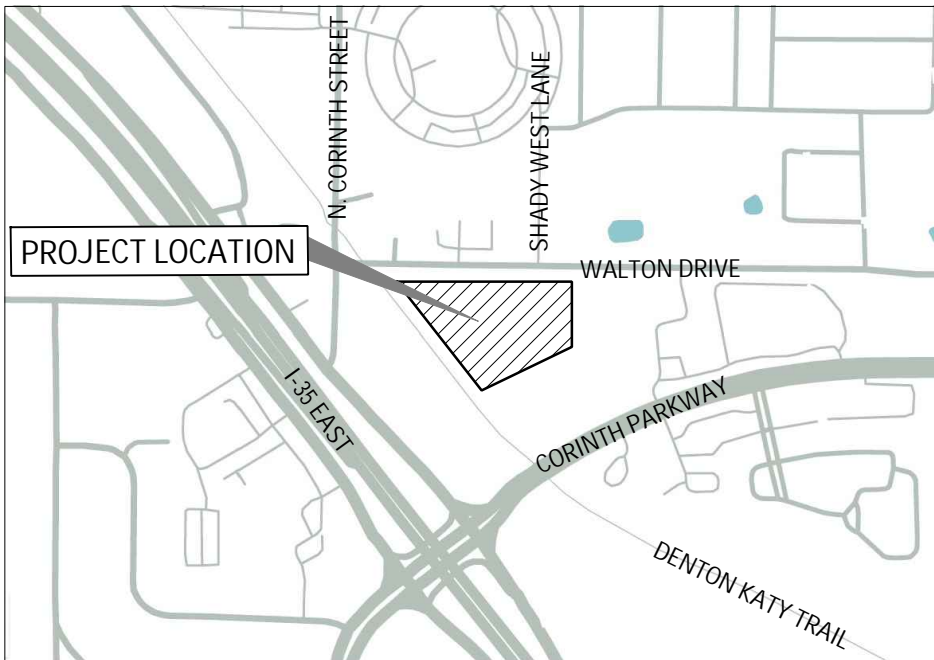 N. CORINTH STREET
SHADY WEST LANE
PROJECT LOCATION
WALTON DRIVE
I-35 EAST
CORINTH PARKWAY
DENTON KATY TRAIL